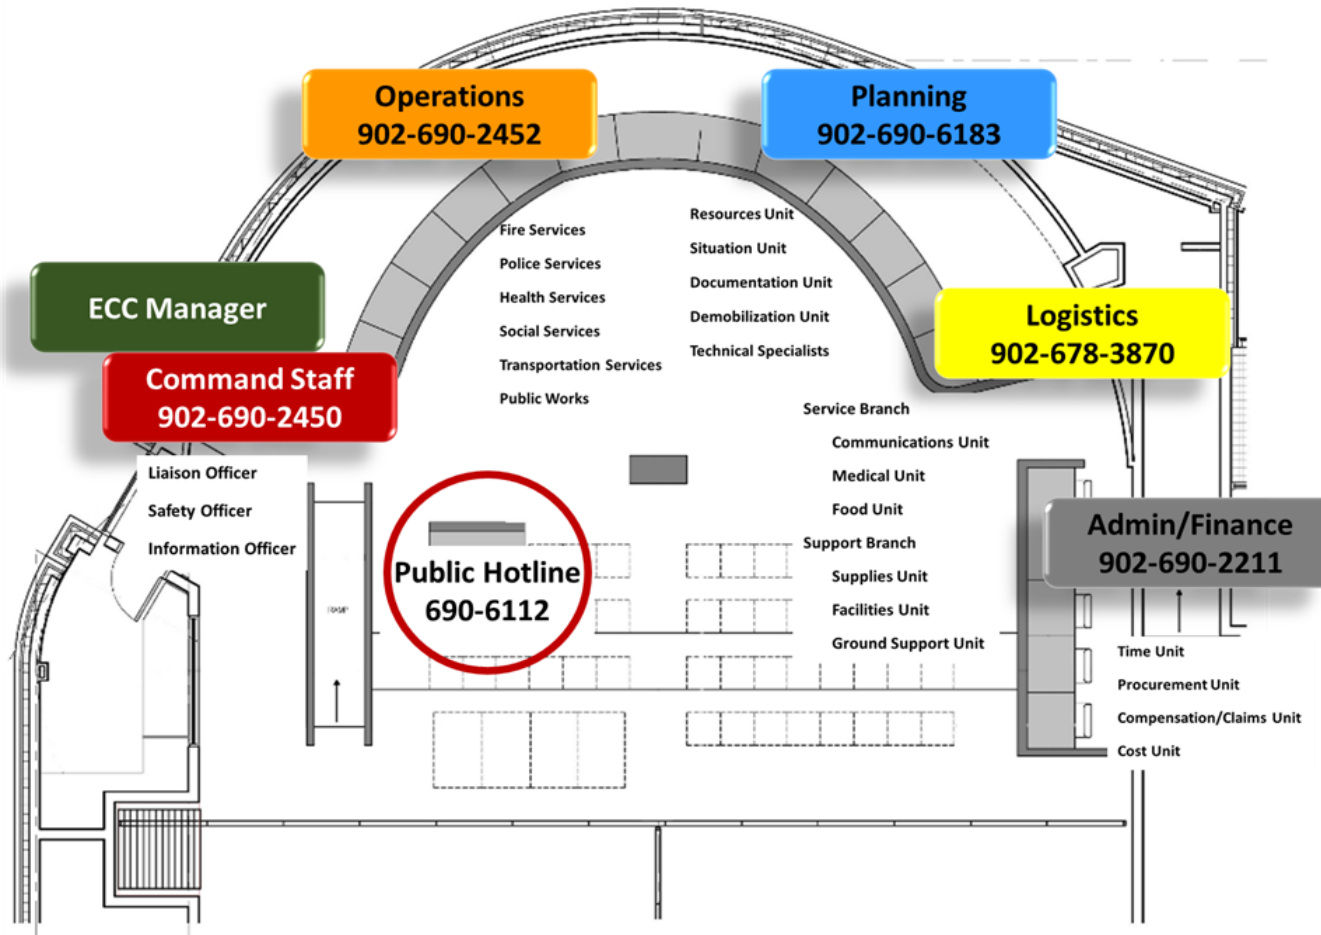 Operations
902-690-2452
Planning
902-690-6183
ECC Manager
Command Staff
902-690-2450
Logistics
902-678-3870
Fire Services
Police Services
Health Services
Social Services
Transportation Services
Public Works
Resources Unit
Situation Unit
Documentation Unit
Demobilization Unit
Technical Specialists
Liaison Officer
Safety Officer
Information Officer
Public Hotline
690-6112
RAMP
Service Branch
Communications Unit
Medical Unit
Food Unit
Support Branch
Supplies Unit
Facilities Unit
Ground Support Unit
Admin/Finance
902-690-2211
Time Unit
Procurement Unit
Compensation/Claims Unit
Cost Unit